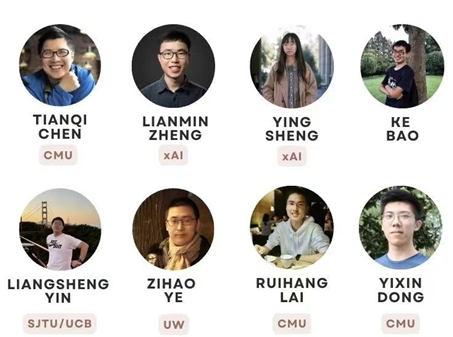 TIANQI
CHEN
CMU
LIANMIN
ZHENG
xAI
YING
SHENG
xAI
KE
BAO
LIANGSHENG
YIN
SJTU/UCB
ZIHAO
YE
UW
RUIHANG
LAI
CMU
YIXIN
DONG
CMU